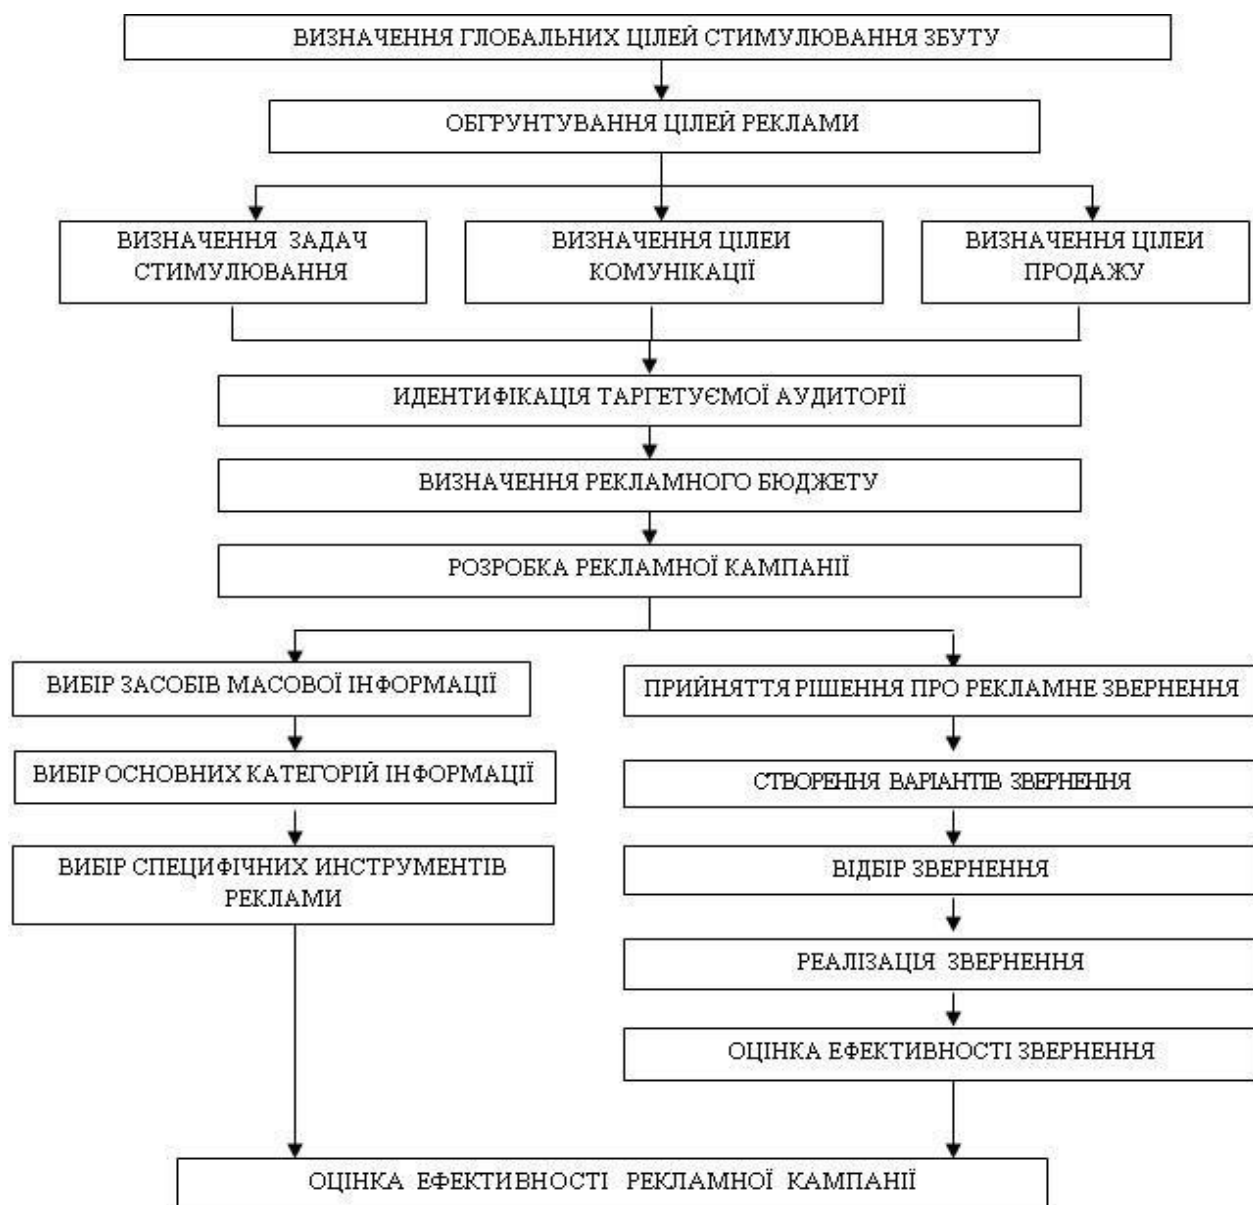 ВИЗНАЧЕННЯ ГЛОБАЛЬНИХ ЦІЛЕЙ СТИМУЛЮВАННЯ ЗБУТУ
ОБГРУНТУВАННЯ ЦІЛЕЙ РЕКЛАМИ
ВИЗНАЧЕННЯ ЗАДАЧ
СТИМУЛЮВАННЯ
ВИЗНАЧЕННЯ ЦІЛЕИ
КОМУНІКАЦІЇ
ВИЗНАЧЕННЯ ЦІЛЕИ
ПРОДАЖУ
ИДЕНТИФІКАЦІЯ ТАРГЕТУЄМОЇ АУДИТОРІЇ
ВИЗНАЧЕННЯ РЕКЛАМНОГО БЮДЖЕТУ
РОЗРОБКА РЕКЛАМНОЇ КАМПАНІЇ
ВИБІР ЗАСОБІВ МАСОВОЇ ІНФОРМАЦІЇ
ВИБІР ОСНОВНИХ КАТЕГОРІЙ ІНФОРМАЦІЇ
ВИБІР СПЕЦИФІЧНИХ ИНСТРУМЕНТІВ
РЕКЛАМИ
ПРИЙНЯТТЯ РІШЕННЯ ПРО РЕКЛАМНЕ ЗВЕРНЕННЯ
СТВОРЕННЯ ВАРІАНТІВ ЗВЕРНЕННЯ
ВІДБІР ЗВЕРНЕННЯ
РЕАЛІЗАЦІЯ ЗВЕРНЕННЯ
ОЦІНКА ЕФЕКТИВНОСТІ ЗВЕРНЕННЯ
ОЦІНКА ЕФЕКТИВНОСТІ РЕКЛАМНОЇ КАМПАНІЇ